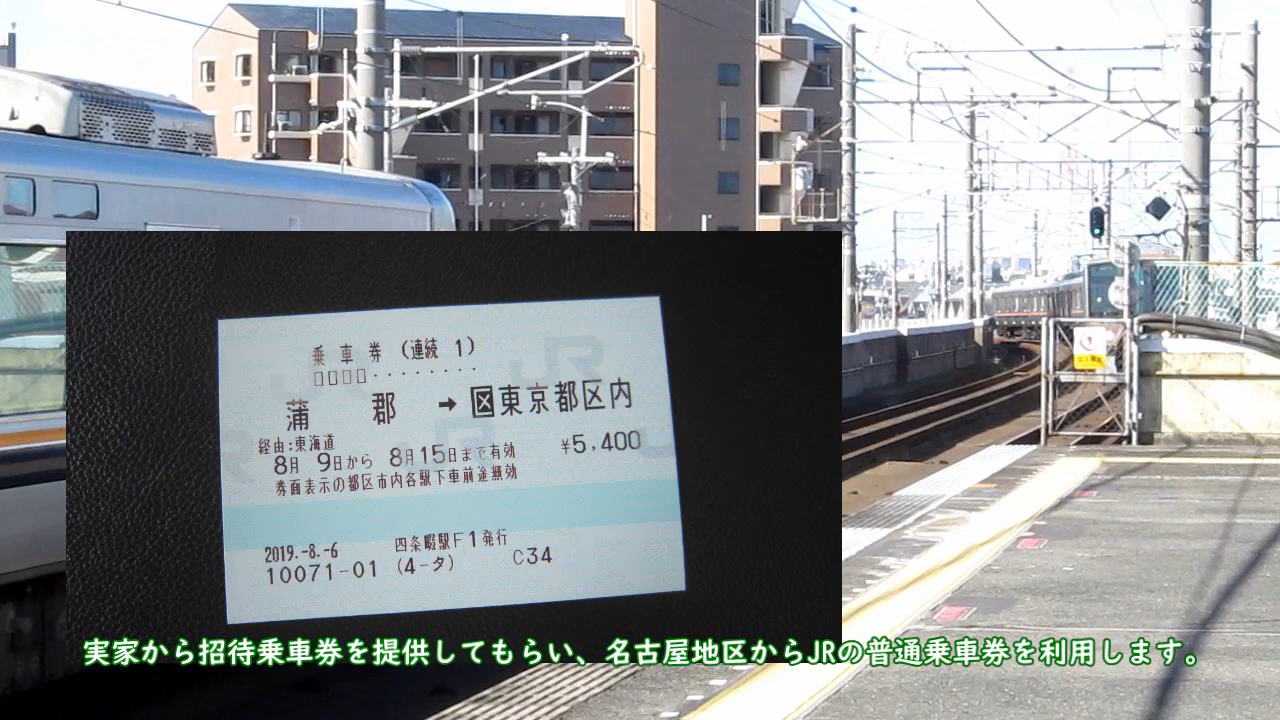 乗車券 (連続 1)
蒲 郡 → 区東京都区内
経由:東海道
8月 9日から 8月15日まで有効 ¥5,400
券面表示の都区市内各駅下車前途無効
2019.-8.-6 四条畷駅F1発行
10071-01 (4-タ) C34
実家から招待乗車券を提供してもらい、名古屋地区からJRの普通乗車券を利用します。